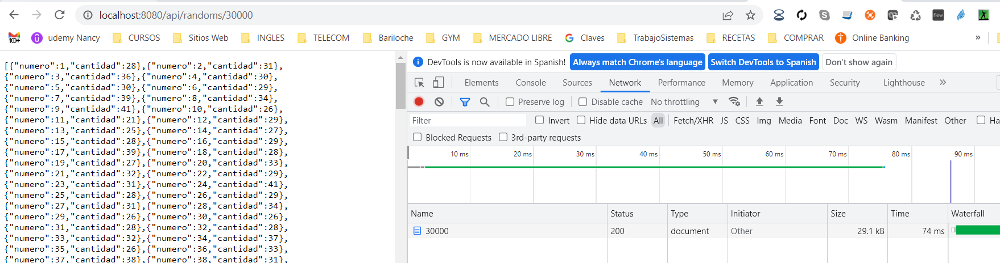 localhost:8080/api/randoms/30000
100+ udemy Nancy CURSOS Sitios Web INGLES TELECOM Bariloche GYM MERCADO LIBRE Claves TrabajoSistemas RECETAS COMPRAR Online Banking »
[{"numero":1,"cantidad":28},{"numero":2,"cantidad":31},
{"numero":3,"cantidad":36},{"numero":4,"cantidad":30},
{"numero":5,"cantidad":30},{"numero":6,"cantidad":29},
{"numero":7,"cantidad":39},{"numero":8,"cantidad":34},
{"numero":9,"cantidad":41},{"numero":10,"cantidad":26},
{"numero":11,"cantidad":21},{"numero":12,"cantidad":29},
{"numero":13,"cantidad":25},{"numero":14,"cantidad":27},
{"numero":15,"cantidad":28},{"numero":16,"cantidad":29},
{"numero":17,"cantidad":39},{"numero":18,"cantidad":28},
{"numero":19,"cantidad":27},{"numero":20,"cantidad":33},
{"numero":21,"cantidad":32},{"numero":22,"cantidad":29},
{"numero":23,"cantidad":31},{"numero":24,"cantidad":41},
{"numero":25,"cantidad":28},{"numero":26,"cantidad":29},
{"numero":27,"cantidad":31},{"numero":28,"cantidad":34},
{"numero":29,"cantidad":26},{"numero":30,"cantidad":26},
{"numero":31,"cantidad":28},{"numero":32,"cantidad":28},
{"numero":33,"cantidad":32},{"numero":34,"cantidad":37},
{"numero":35,"cantidad":26},{"numero":36,"cantidad":33},
{"numero":37,"cantidad":38},{"numero":38,"cantidad":31},
DevTools is now available in Spanish! Always match Chrome's language Switch DevTools to Spanish Don't show again
Elements Console Sources Network Performance Memory Application Security Lighthouse »
Preserve log Disable cache No throttling
Filter Invert Hide data URLs All Fetch/XHR JS CSS Img Media Font Doc WS Wasm Manifest Other Ha
Blocked Requests 3rd-party requests
10 ms 20 ms 30 ms 40 ms 50 ms 60 ms 70 ms 80 ms 90 ms
Name Status Type Initiator Size Time Waterfall
30000 200 document Other 29.1 kB 74 ms